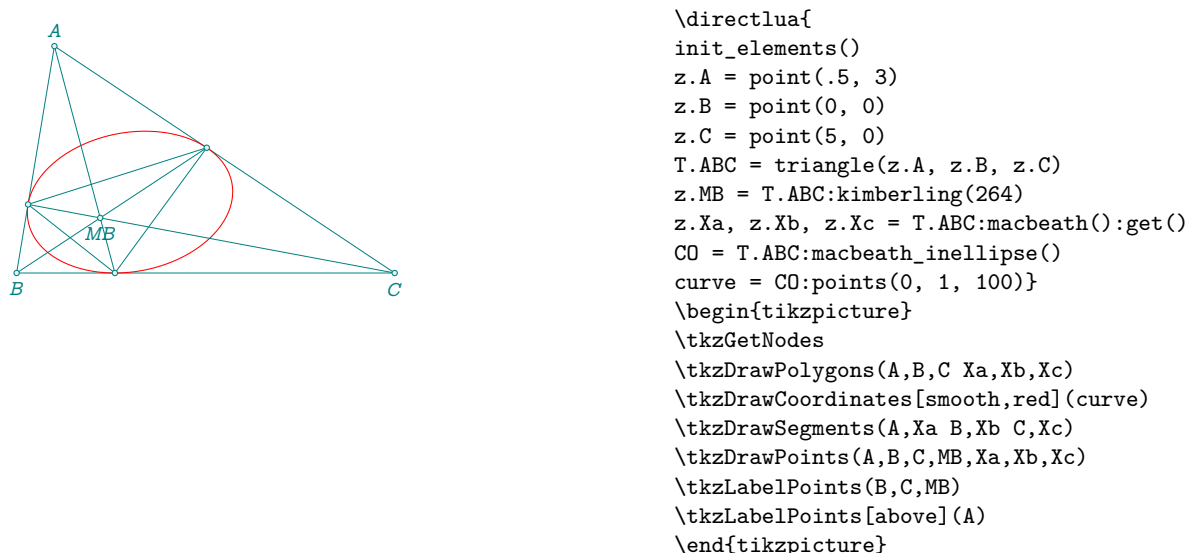 A
MB
B
C
\directlua{
init_elements()
z.A = point(.5, 3)
z.B = point(0, 0)
z.C = point(5, 0)
T.ABC = triangle(z.A, z.B, z.C)
z.MB = T.ABC:kimberling(264)
z.Xa, z.Xb, z.Xc = T.ABC:macbeath():get()
CO = T.ABC:macbeath_inellipse()
curve = CO:points(0, 1, 100)}
\begin{tikzpicture}
\tkzGetNodes
\tkzDrawPolygons(A,B,C Xa,Xb,Xc)
\tkzDrawCoordinates[smooth,red](curve)
\tkzDrawSegments(A,Xa B,Xb C,Xc)
\tkzDrawPoints(A,B,C,MB,Xa,Xb,Xc)
\tkzLabelPoints(B,C,MB)
\tkzLabelPoints[above](A)
\end{tikzpicture}